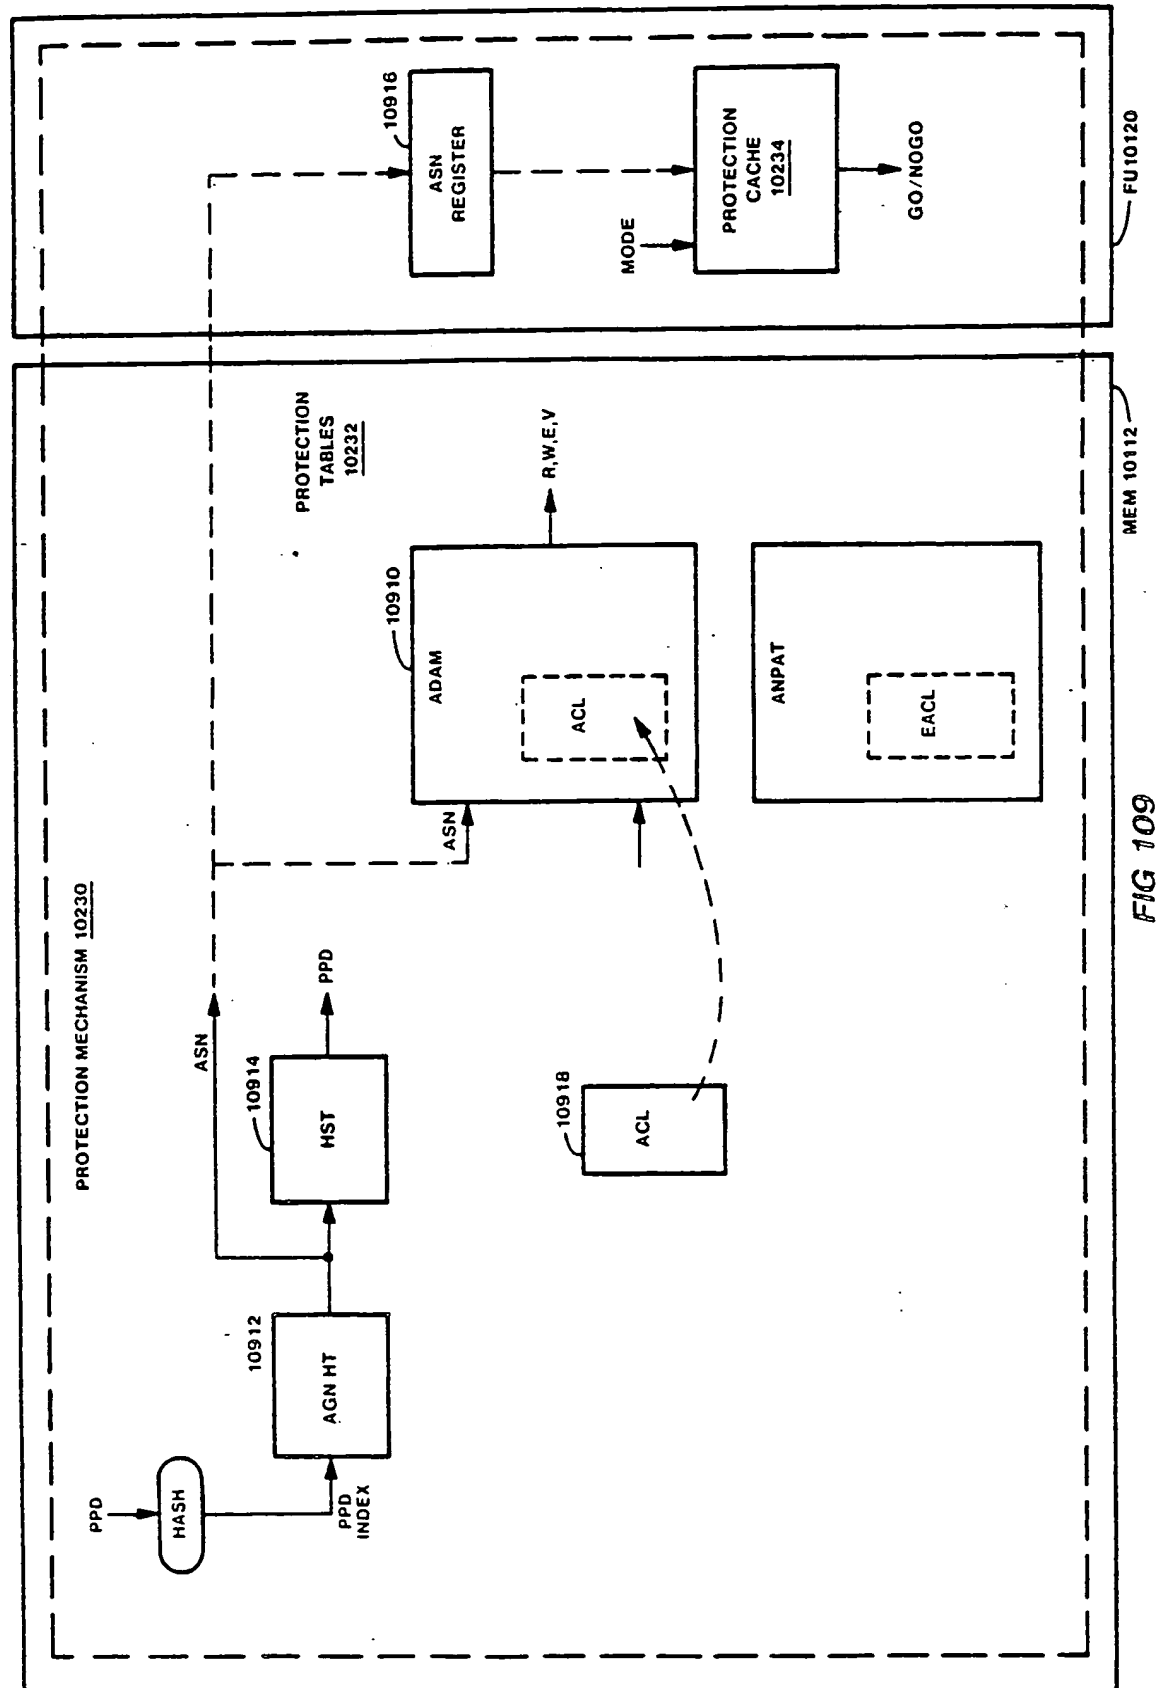 PROTECTION MECHANISM 10230
PPD
HASH
PPD
INDEX
10912
AGN HT
ASN
10914
HST
PPD
10918
ACL
PROTECTION
TABLES
10232
ASN
10910
ADAM
ACL
R,W,E,V
ANPAT
EACL
MEM 10112
10916
ASN
REGISTER
MODE
PROTECTION
CACHE
10234
GO/NOGO
FU10120
FIG 109